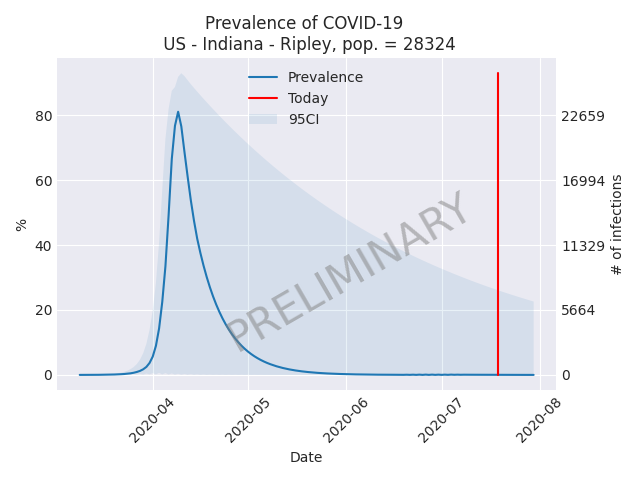 Prevalence of COVID-19
US - Indiana - Ripley, pop. = 28324
Prevalence
Today
95CI
80
60
40
20
0
%
22659
16994
11329
5664
0
# of infections
PRELIMINARY
2020-04
2020-05
2020-06
2020-07
2020-08
Date